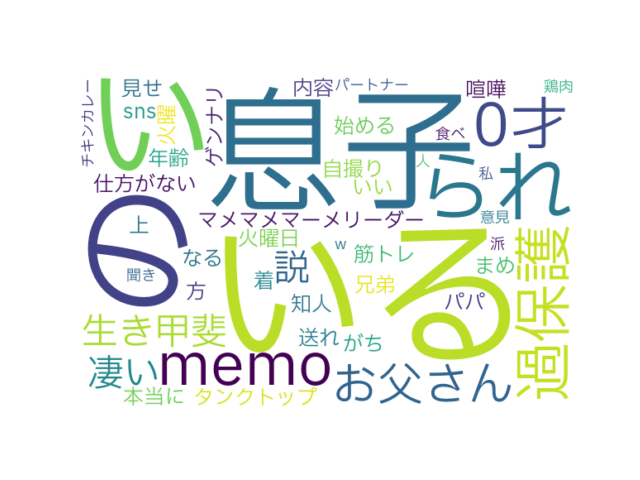 チキンカレー
い
見せ
sns
火曜
ゲンナリ
息子
内容
パートナー
喧嘩
鶏肉
始める
食べ
0才
年齢
仕方がない
自撮り
いい
人
私
られ
マメマメマーメリーダー
意見
の
上
聞き
なる
方
火曜日
説
着
いる
w
筋トレ
兄弟
知人
派
まめ
パパ
過保護
生き甲斐
凄い
memo
送れ
がち
お父さん
本当に
タンクトップ